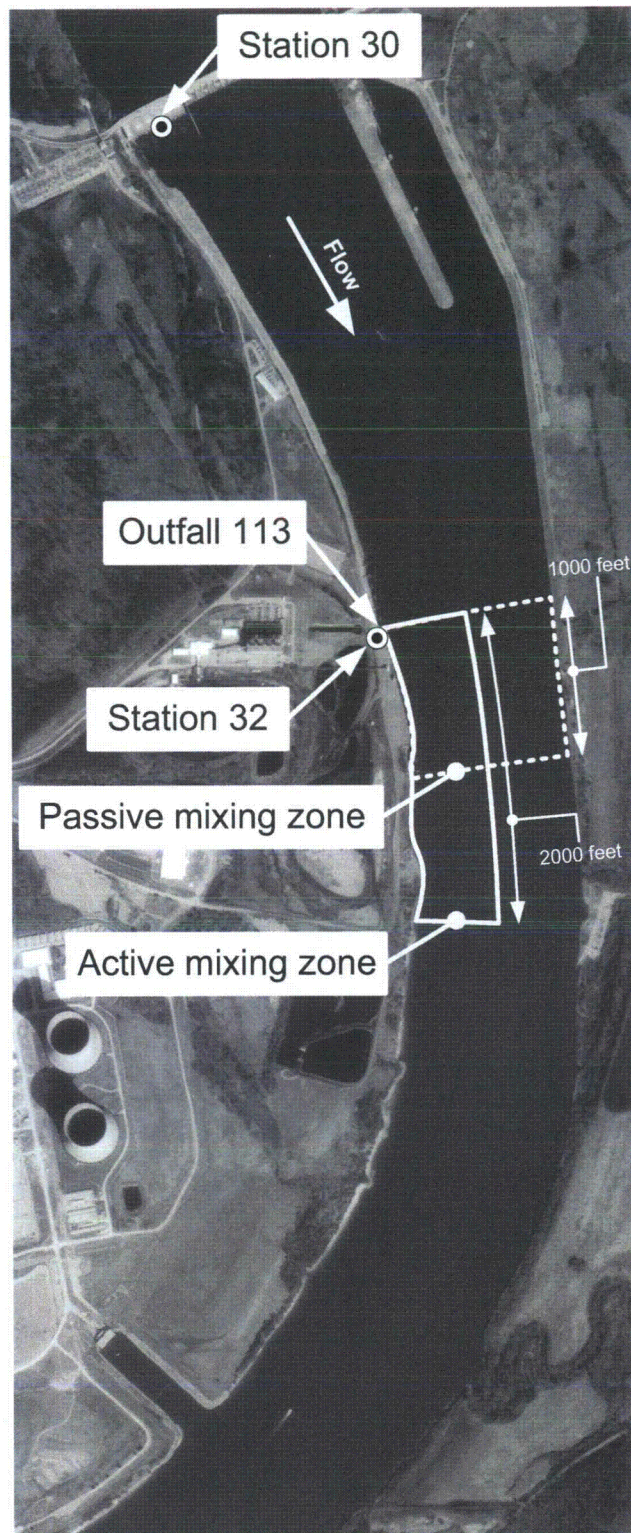 Station 30
Flow
Outfall 113
1000 feet
Station 32
Passive mixing zone
2000 feet
Active mixing zone